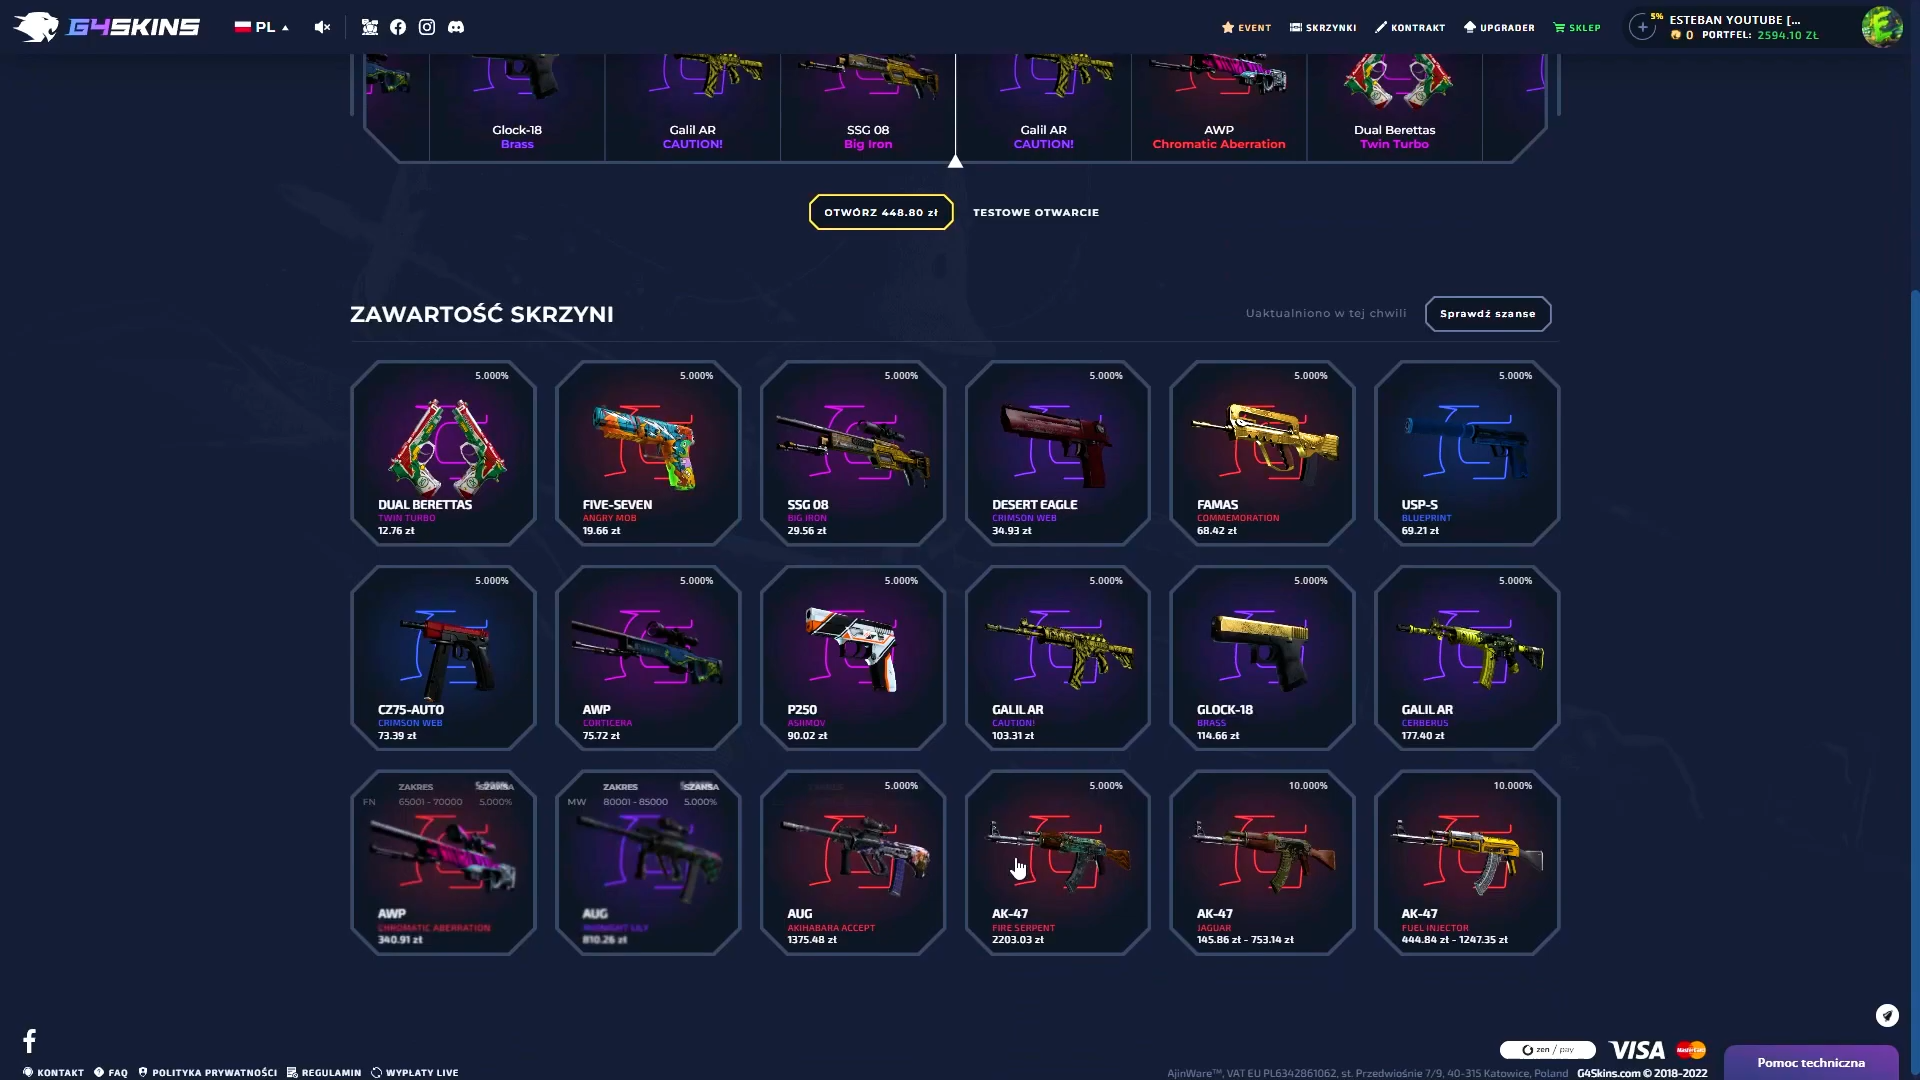 G4SKINS
PL
EVENT
SKRZYNKI
KONTRAKT
UPGRADER
SKLEP
5%
ESTEBAN YOUTUBE [...
0 PORTFEL: 2594.10 ZŁ
Glock-18
Brass
Galil AR
CAUTION!
SSG 08
Big Iron
Galil AR
CAUTION!
AWP
Chromatic Aberration
Dual Berettas
Twin Turbo
OTWÓRZ 448.80 zł
TESTOWE OTWARCIE
ZAWARTOŚĆ SKRZYNI
Uaktualniono w tej chwili
Sprawdź szanse
5.000%
DUAL BERETTAS
TWIN TURBO
12.76 zł
5.000%
FIVE-SEVEN
ANGRY MOB
19.66 zł
5.000%
SSG 08
BIG IRON
29.56 zł
5.000%
DESERT EAGLE
CRIMSON WEB
34.93 zł
5.000%
FAMAS
COMMEMORATION
68.42 zł
5.000%
USP-S
BLUEPRINT
69.21 zł
5.000%
CZ75-AUTO
CRIMSON WEB
73.39 zł
5.000%
AWP
CORTICERA
75.72 zł
5.000%
P250
ASIIMOV
90.02 zł
5.000%
GALIL AR
CAUTION!
103.31 zł
5.000%
GLOCK-18
BRASS
114.66 zł
5.000%
GALIL AR
CERBERUS
177.40 zł
ZAKRES SZANSA
FN 65001 - 70000 5.000%
AWP
CHROMATIC ABERRATION
340.91 zł
ZAKRES SZANSA
MW 80001 - 85000 5.000%
AUG
MIDNIGHT LILY
810.26 zł
5.000%
AUG
AKIHABARA ACCEPT
1375.48 zł
5.000%
AK-47
FIRE SERPENT
2203.03 zł
10.000%
AK-47
JAGUAR
145.86 zł - 753.14 zł
10.000%
AK-47
FUEL INJECTOR
444.84 zł - 1247.35 zł
zen / pay
VISA
MasterCard
Pomoc techniczna
KONTAKT
FAQ
POLITYKA PRYWATNOŚCI
REGULAMIN
WYPŁATY LIVE
AjinWare™, VAT EU PL6342861062, st. Przedwiośnie 7/9, 40-315 Katowice, Poland G4Skins.com © 2018-2022